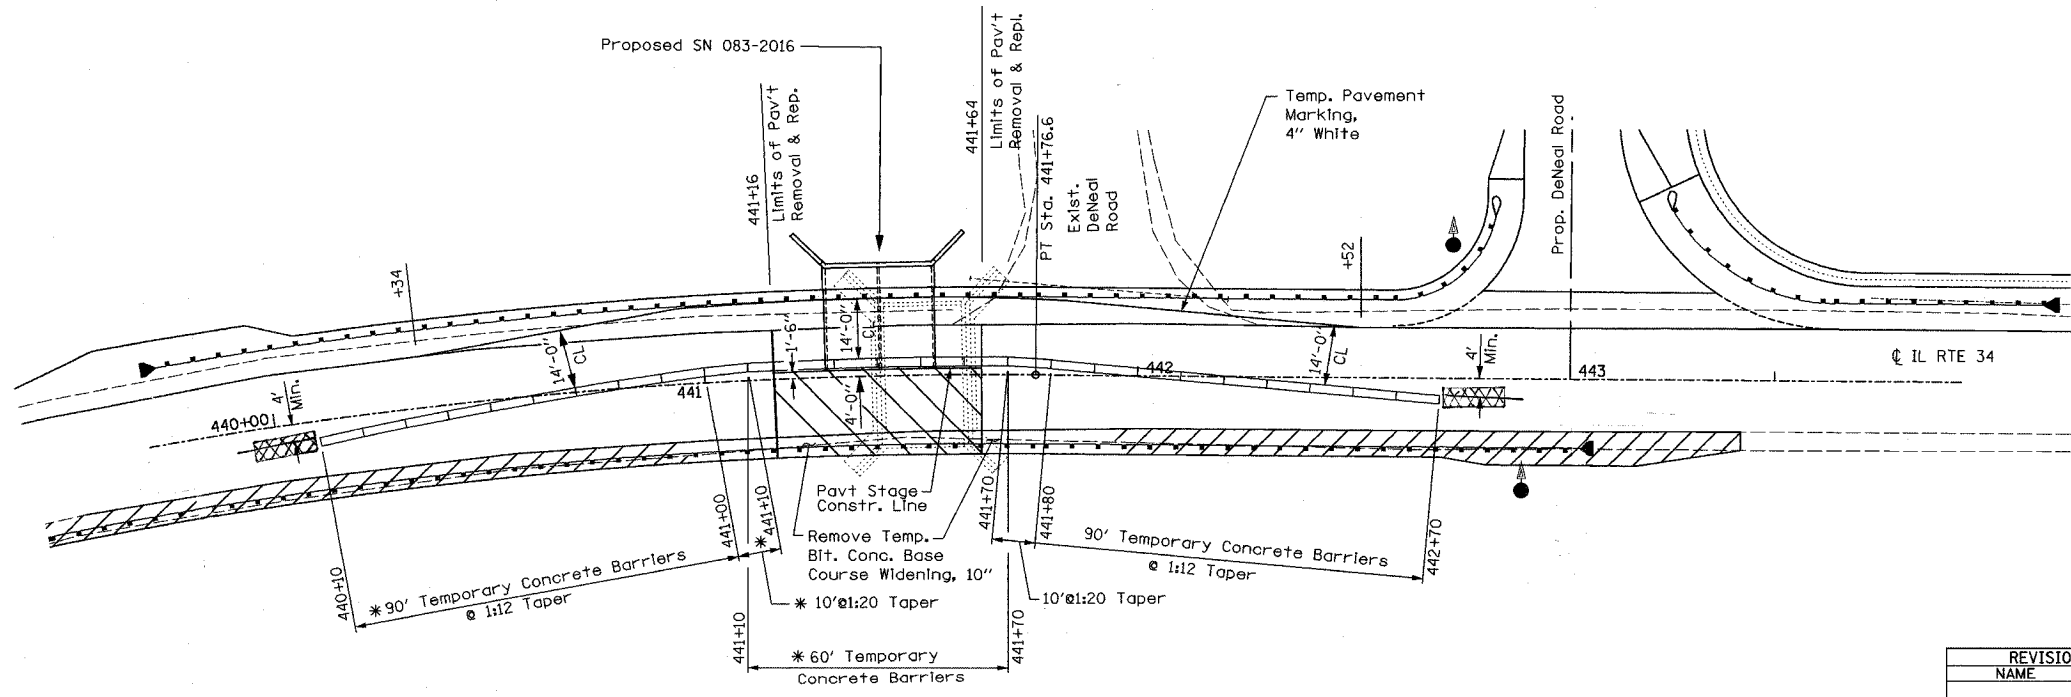 Proposed SN 083-2016
441+16
Limits of Pav't
Removal & Rep.
441+64
Limits of Pav't
Removal & Repl.
PT Sta. 441+76.6
Exist.
DeNeal
Road
Temp. Pavement
Marking,
4" White
Prop. DeNeal Road
+34
+52
14'-0"
CL
1'-6"
14'-0"
CL
14'-0"
CL
4'
Min.
4'
Min.
℄ IL RTE 34
440+00
441
442
443
4'-0"
Pavt Stage
Constr. Line
Remove Temp.
Bit. Conc. Base
Course Widening, 10"
440+10
441+00
* 441+10
441+70
441+80
442+70
* 90' Temporary Concrete Barriers
@ 1:12 Taper
* 10'@1:20 Taper
10'@1:20 Taper
90' Temporary Concrete Barriers
@ 1:12 Taper
441+10
441+70
* 60' Temporary
Concrete Barriers
REVISIO
NAME